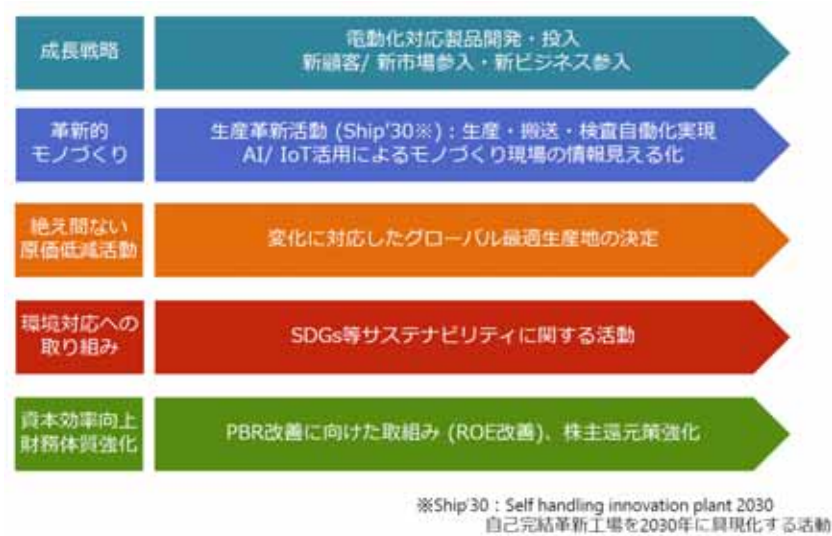 成長戦略
電動化対応製品開発・投入
新顧客/ 新市場参入・新ビジネス参入
革新的
モノづくり
生産革新活動 (Ship'30※)：生産・搬送・検査自働化実現
AI/ IoT活用によるモノづくり現場の情報見える化
絶え間ない
原価低減活動
変化に対応したグローバル最適生産地の決定
環境対応への
取り組み
SDGs等サステナビリティに関する活動
資本効率向上
財務体質強化
PBR改善に向けた取組み (ROE改善)、株主還元策強化
※Ship'30：Self handling innovation plant 2030
自己完結革新工場を2030年に具現化する活動